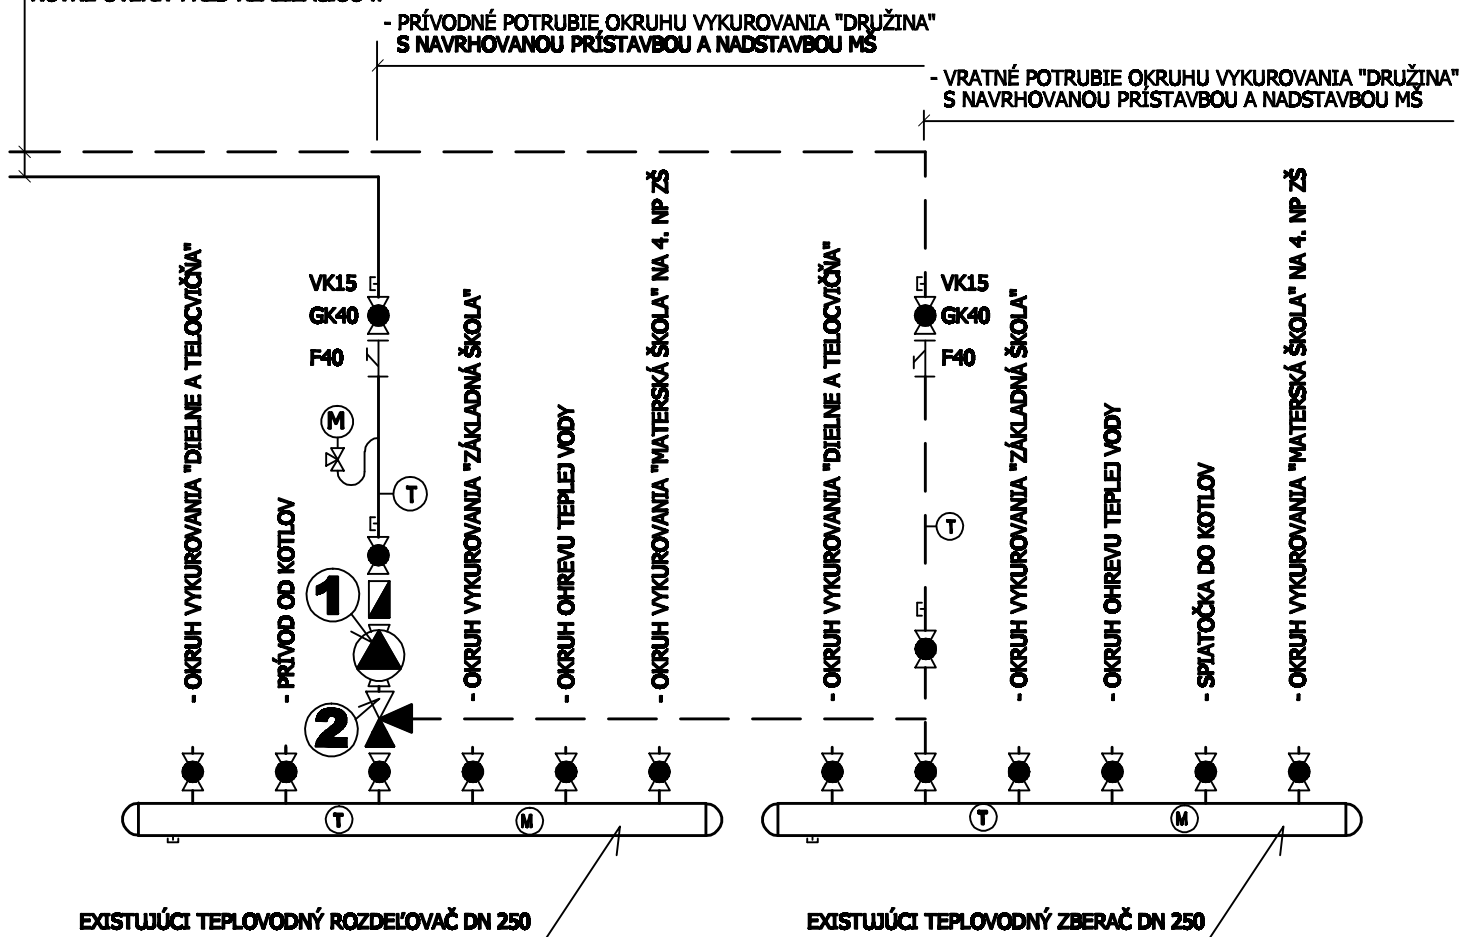 - PRÍVODNÉ POTRUBIE OKRUHU VYKUROVANIA "DRUŽINA"
S NAVRHOVANOU PRÍSTAVBOU A NADSTAVBOU MŠ
- VRATNÉ POTRUBIE OKRUHU VYKUROVANIA "DRUŽINA"
S NAVRHOVANOU PRÍSTAVBOU A NADSTAVBOU MŠ
- OKRUH VYKUROVANIA "DIELNE A TELOCVIČŇA"
- PRÍVOD OD KOTLOV
VK15
GK40
F40
M
T
1
2
- OKRUH VYKUROVANIA "ZÁKLADNÁ ŠKOLA"
- OKRUH OHREVU TEPLEJ VODY
- OKRUH VYKUROVANIA "MATERSKÁ ŠKOLA" NA 4. NP ZŠ
- OKRUH VYKUROVANIA "DIELNE A TELOCVIČŇA"
VK15
GK40
F40
T
- OKRUH VYKUROVANIA "ZÁKLADNÁ ŠKOLA"
- OKRUH OHREVU TEPLEJ VODY
- SPIATOČKA DO KOTLOV
- OKRUH VYKUROVANIA "MATERSKÁ ŠKOLA" NA 4. NP ZŠ
T
M
T
M
EXISTUJÚCI TEPLOVODNÝ ROZDEĽOVAČ DN 250
EXISTUJÚCI TEPLOVODNÝ ZBERAČ DN 250